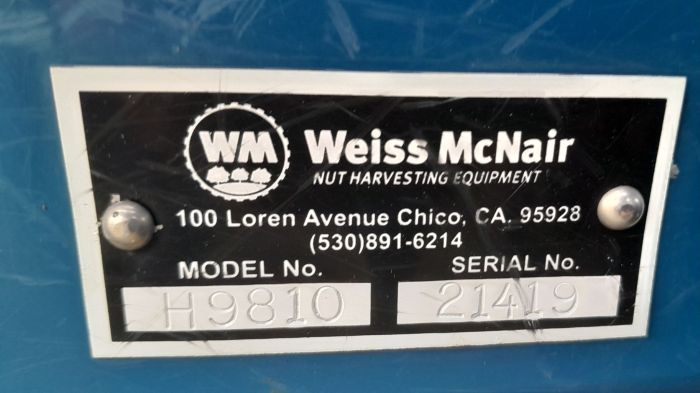 WM Weiss McNair
NUT HARVESTING EQUIPMENT
100 Loren Avenue Chico, CA. 95928
(530)891-6214
MODEL No. SERIAL No.
H9810 21419